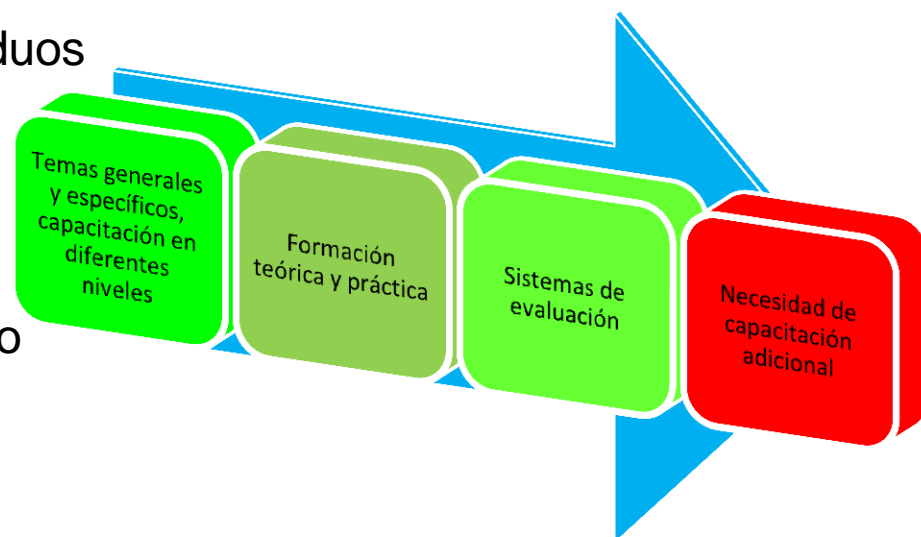 duos
Temas generales
y específicos,
capacitación en
diferentes
niveles
Formación
teórica y práctica
Sistemas de
evaluación
Necesidad de
capacitación
adicional
o